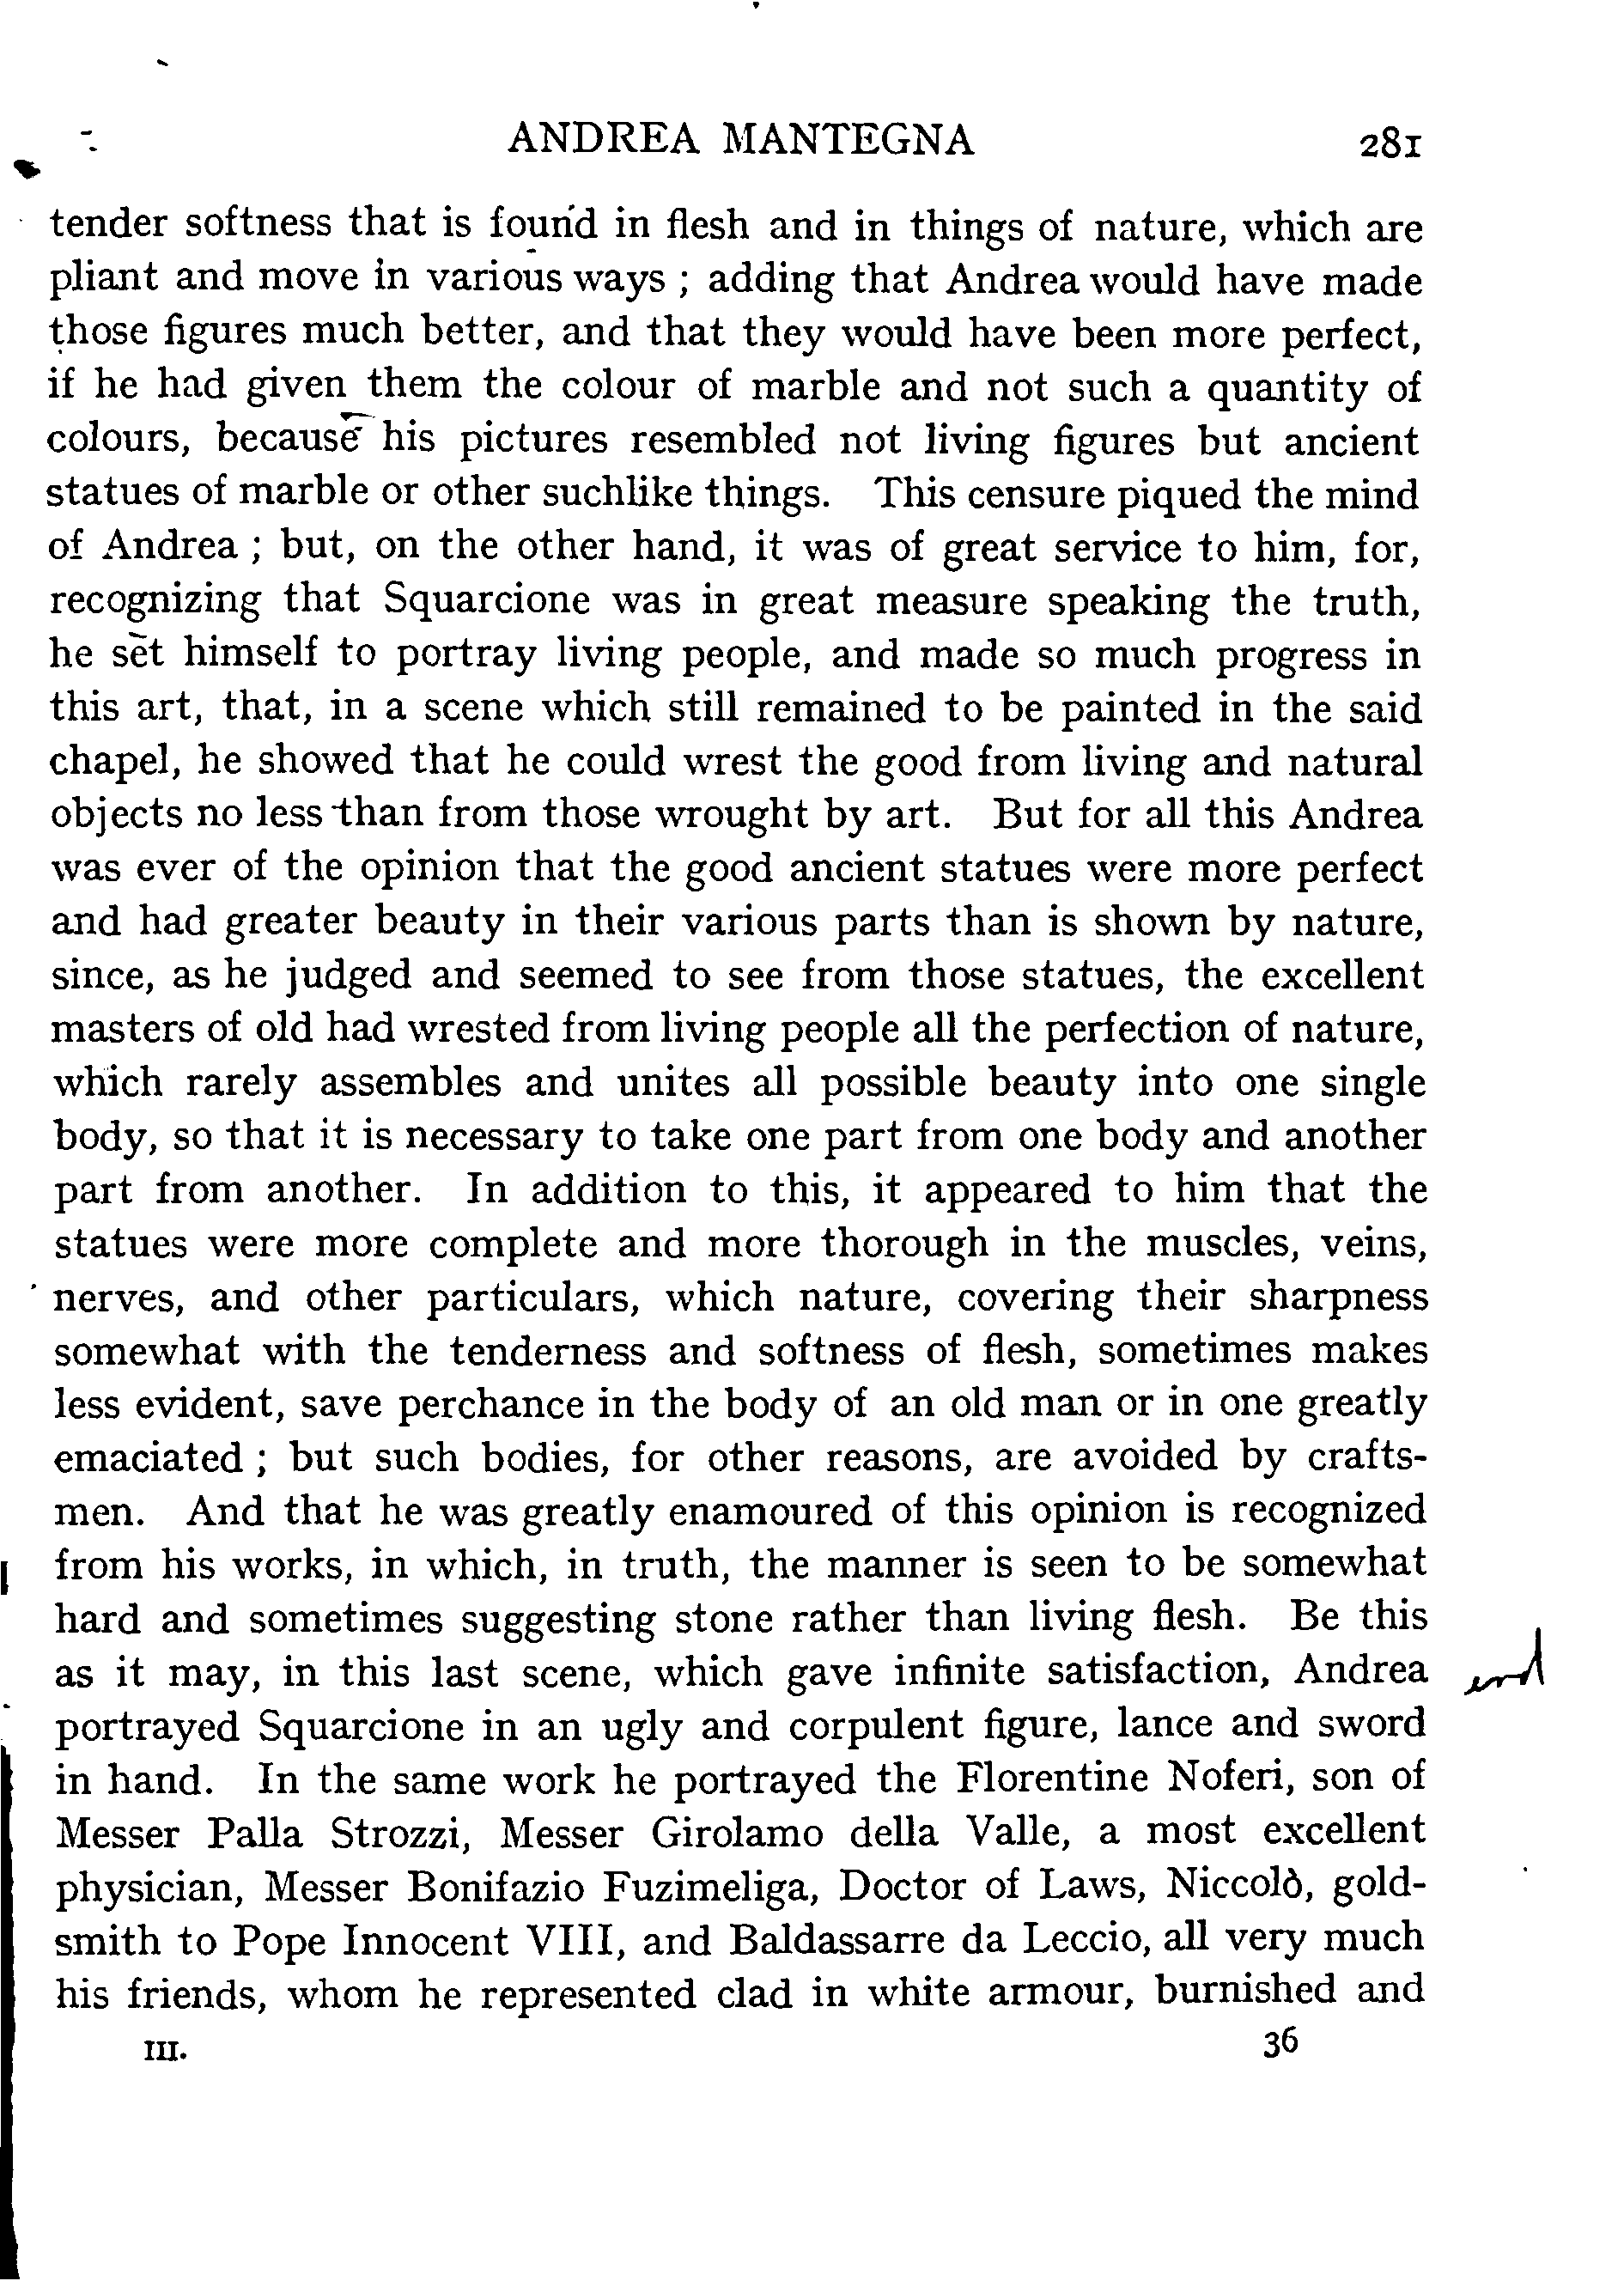 ANDREA MANTEGNA 281
tender softness that is found in flesh and in things of nature, which are
pliant and move in various ways ; adding that Andrea would have made
those figures much better, and that they would have been more perfect,
if he had given them the colour of marble and not such a quantity of
colours, because his pictures resembled not living figures but ancient
statues of marble or other suchlike things. This censure piqued the mind
of Andrea ; but, on the other hand, it was of great service to him, for,
recognizing that Squarcione was in great measure speaking the truth,
he set himself to portray living people, and made so much progress in
this art, that, in a scene which still remained to be painted in the said
chapel, he showed that he could wrest the good from living and natural
objects no less than from those wrought by art. But for all this Andrea
was ever of the opinion that the good ancient statues were more perfect
and had greater beauty in their various parts than is shown by nature,
since, as he judged and seemed to see from those statues, the excellent
masters of old had wrested from living people all the perfection of nature,
which rarely assembles and unites all possible beauty into one single
body, so that it is necessary to take one part from one body and another
part from another. In addition to this, it appeared to him that the
statues were more complete and more thorough in the muscles, veins,
nerves, and other particulars, which nature, covering their sharpness
somewhat with the tenderness and softness of flesh, sometimes makes
less evident, save perchance in the body of an old man or in one greatly
emaciated ; but such bodies, for other reasons, are avoided by crafts-
men. And that he was greatly enamoured of this opinion is recognized
from his works, in which, in truth, the manner is seen to be somewhat
hard and sometimes suggesting stone rather than living flesh. Be this
as it may, in this last scene, which gave infinite satisfaction, Andrea end
portrayed Squarcione in an ugly and corpulent figure, lance and sword
in hand. In the same work he portrayed the Florentine Noferi, son of
Messer Palla Strozzi, Messer Girolamo della Valle, a most excellent
physician, Messer Bonifazio Fuzimeliga, Doctor of Laws, Niccolò, gold-
smith to Pope Innocent VIII, and Baldassarre da Leccio, all very much
his friends, whom he represented clad in white armour, burnished and
III. 36